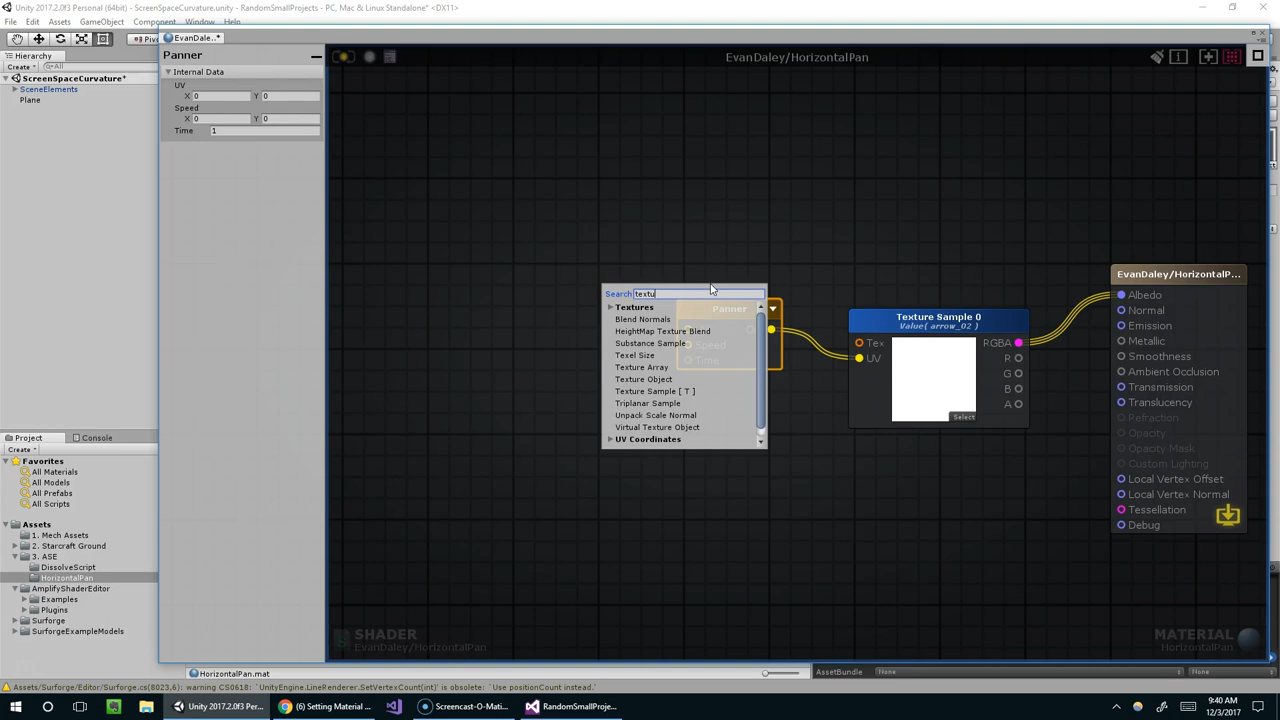 Unity 2017.2.0f3 Personal (64bit) - ScreenSpaceCurvature* - RandomSmallProjects - PC, Mac & Linux Standalone* <DX11>
File Edit Assets GameObject Component Window Help
Hierarchy
Create
All
ScreenSpaceCurvature*
SceneElements
Plane
EvanDale..*
Panner
Internal Data
UV
X 0 Y 0
Speed
X 0 Y 0
Time 1
EvanDaley/HorizontalPan
Search textu
Textures
Blend Normals
HeightMap Texture Blend
Substance Sample
Texel Size
Texture Array
Texture Object
Texture Sample [ T ]
Triplanar Sample
Unpack Scale Normal
Virtual Texture Object
UV Coordinates
Panner
Speed
Time
Texture Sample 0
Value( arrow_02 )
Tex RGBA
UV R
G
B
A
Select
EvanDaley/HorizontalP...
Albedo
Normal
Emission
Metallic
Smoothness
Ambient Occlusion
Transmission
Translucency
Refraction
Opacity
Opacity Mask
Custom Lighting
Local Vertex Offset
Local Vertex Normal
Tessellation
Debug
SHADER
EvanDaley/HorizontalPan
MATERIAL
HorizontalPan
Project Console
Create
Favorites
All Materials
All Models
All Prefabs
All Scripts
Assets
1. Mech Assets
2. Starcraft Ground
3. ASE
DissolveScript
HorizontalPan
AmplifyShaderEditor
Examples
Plugins
Surforge
SurforgeExampleModels
HorizontalPan.mat
AssetBundle None None
Assets/Surforge/Editor/Surforge.cs(8023,6): warning CS0618: `UnityEngine.LineRenderer.SetVertexCount(int)' is obsolete: `Use positionCount instead.'
Unity 2017.2.0f3 Pers...
(6) Setting Material ...
Screencast-O-Mati...
RandomSmallProje...
9:40 AM
12/3/2017